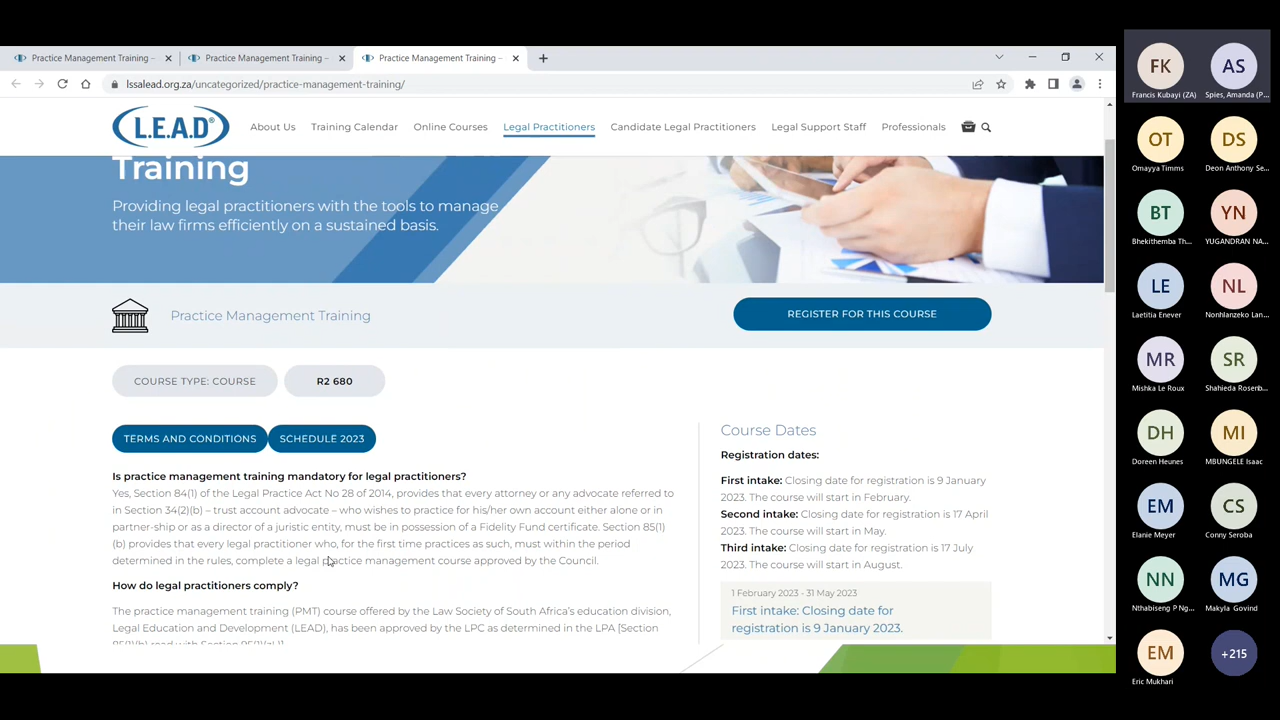 Practice Management Training –
Practice Management Training –
Practice Management Training –
lssalead.org.za/uncategorized/practice-management-training/
L.E.A.D®
About Us
Training Calendar
Online Courses
Legal Practitioners
Candidate Legal Practitioners
Legal Support Staff
Professionals
Training
Providing legal practitioners with the tools to manage
their law firms efficiently on a sustained basis.
Practice Management Training
REGISTER FOR THIS COURSE
COURSE TYPE: COURSE
R2 680
TERMS AND CONDITIONS
SCHEDULE 2023
Is practice management training mandatory for legal practitioners?
Yes, Section 84(1) of the Legal Practice Act No 28 of 2014, provides that every attorney or any advocate referred to
in Section 34(2)(b) – trust account advocate – who wishes to practice for his/her own account either alone or in
partner-ship or as a director of a juristic entity, must be in possession of a Fidelity Fund certificate. Section 85(1)
(b) provides that every legal practitioner who, for the first time practices as such, must within the period
determined in the rules, complete a legal practice management course approved by the Council.
How do legal practitioners comply?
The practice management training (PMT) course offered by the Law Society of South Africa's education division,
Legal Education and Development (LEAD), has been approved by the LPC as determined in the LPA [Section
Course Dates
Registration dates:
First intake: Closing date for registration is 9 January
2023. The course will start in February.
Second intake: Closing date for registration is 17 April
2023. The course will start in May.
Third intake: Closing date for registration is 17 July
2023. The course will start in August.
1 February 2023 - 31 May 2023
First intake: Closing date for
registration is 9 January 2023.
FK
Francis Kubayi (ZA)
AS
Spies, Amanda (P...
OT
Omayya Timms
DS
Deon Anthony Se...
BT
Bhekithemba Th...
YN
YUGANDRAN NA...
LE
Laetitia Enever
NL
Nonhlanzeko Lan...
MR
Mishka Le Roux
SR
Shahieda Rosenb...
DH
Doreen Heunes
MI
MBUNGELE Isaac
EM
Elanie Meyer
CS
Conny Seroba
NN
Nthabiseng P Ng...
MG
Makyla Govind
EM
Eric Mukhari
+215